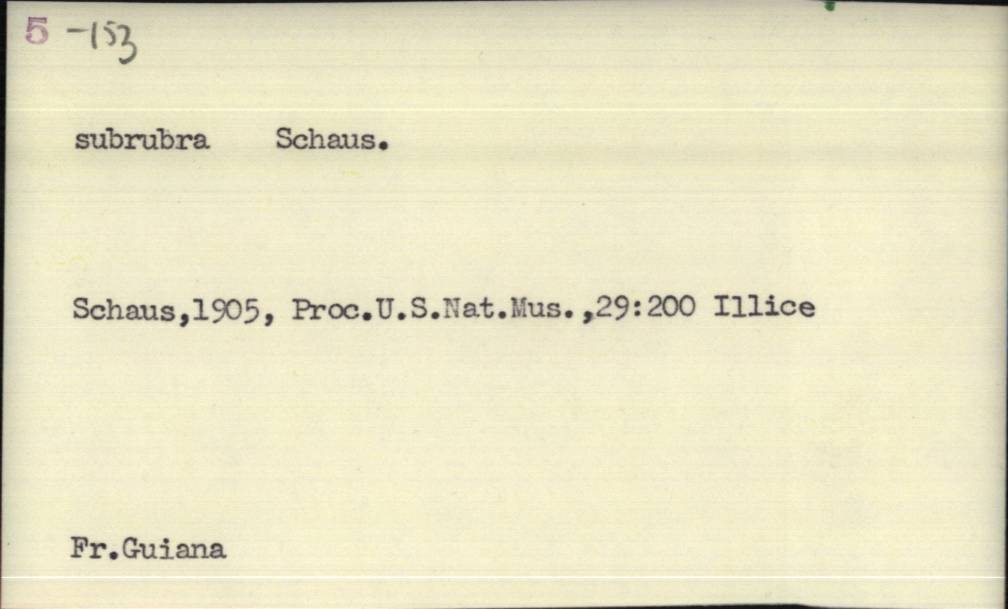 5 -153
subrubra Schaus.
Schaus,1905, Proc.U.S.Nat.Mus.,29:200 Illice
Fr.Guiana